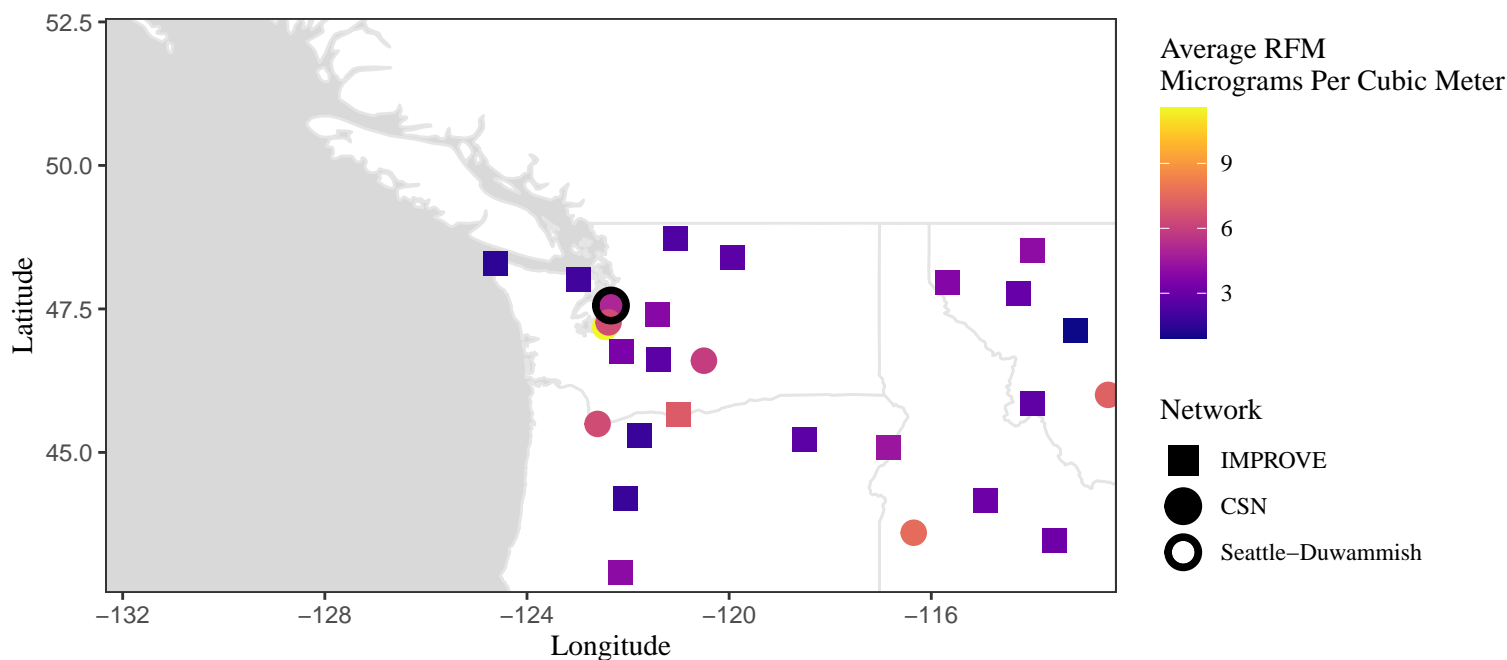 52.5
50.0
47.5
45.0
Latitude
−132
−128
−124
−120
−116
Longitude
Average RFM
Micrograms Per Cubic Meter
9
6
3
Network
IMPROVE
CSN
Seattle−Duwammish